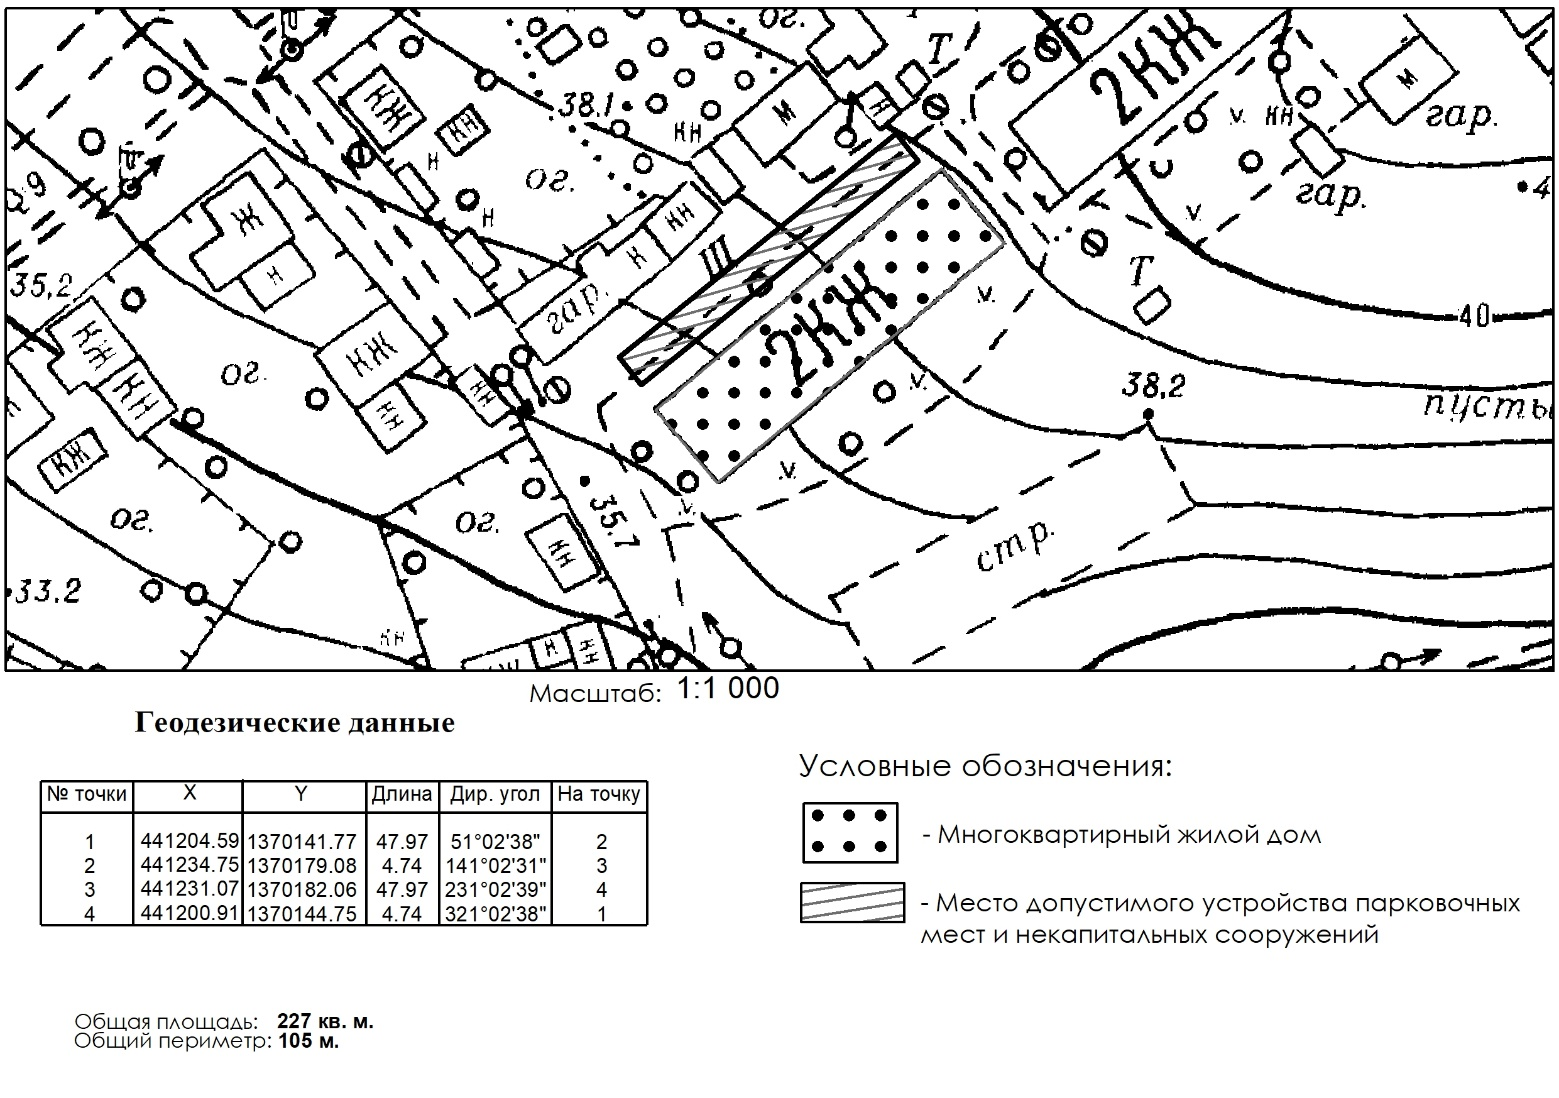 ог.
Т
2КЖ
м
гар.
38.1
КЖ
кн
кн
м
н
v.
кн
н
ог.
гар.
Ж
н
н
кн
III
v.
35,2
гар.
н
2КЖ
v.
Т
40
КЖ
КЖ
ог.
кн
38,2
пусты
КЖ
ог.
ог.
35.7
v.
v.
стр.
33.2
кн
кн
н
кн
Масштаб: 1:1 000
Геодезические данные
№ точки X Y Длина Дир. угол На точку
1 441204.59 1370141.77 47.97 51°02'38" 2
2 441234.75 1370179.08 4.74 141°02'31" 3
3 441231.07 1370182.06 47.97 231°02'39" 4
4 441200.91 1370144.75 4.74 321°02'38" 1
Условные обозначения:
- Многоквартирный жилой дом
- Место допустимого устройства парковочных
мест и некапитальных сооружений
Общая площадь: 227 кв. м.
Общий периметр: 105 м.